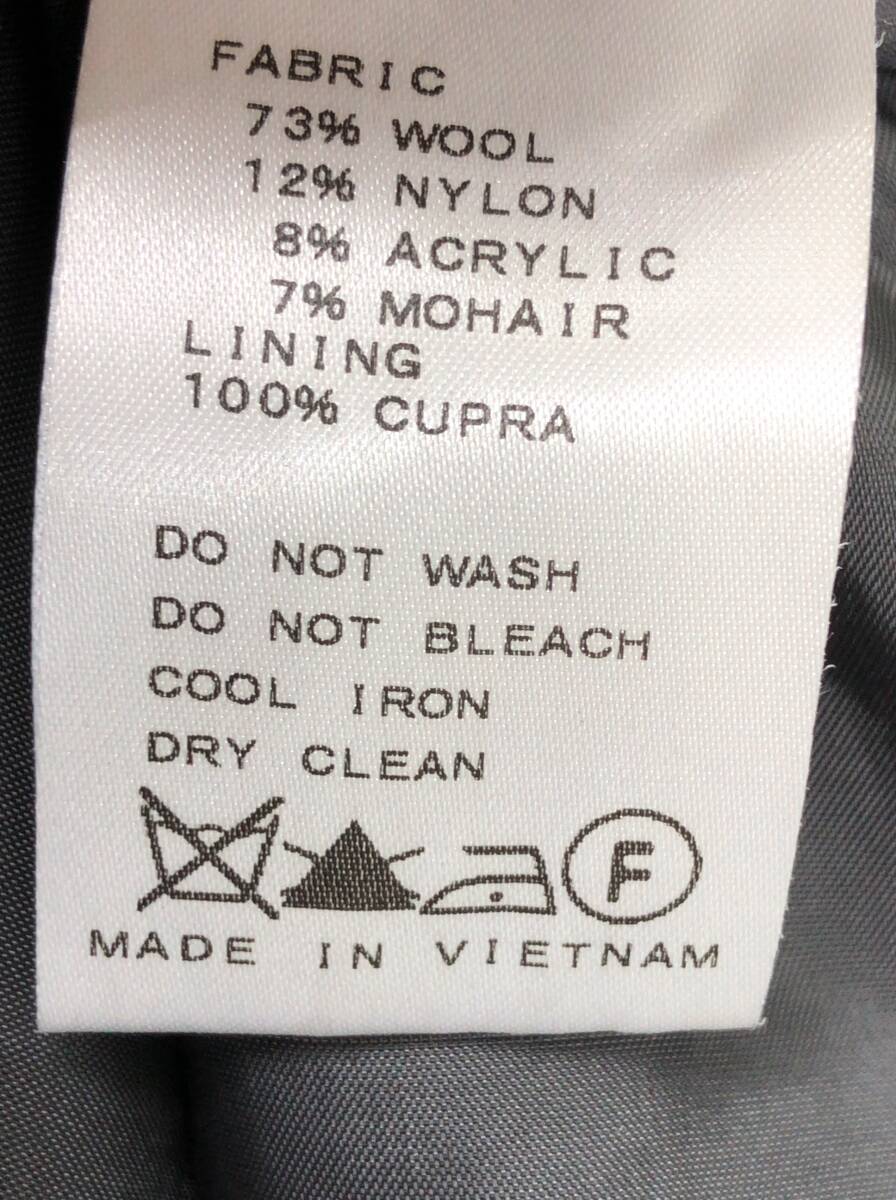 FABRIC
73% WOOL
12% NYLON
8% ACRYLIC
7% MOHAIR
LINING
100% CUPRA
DO NOT WASH
DO NOT BLEACH
COOL IRON
DRY CLEAN
F
MADE IN VIETNAM